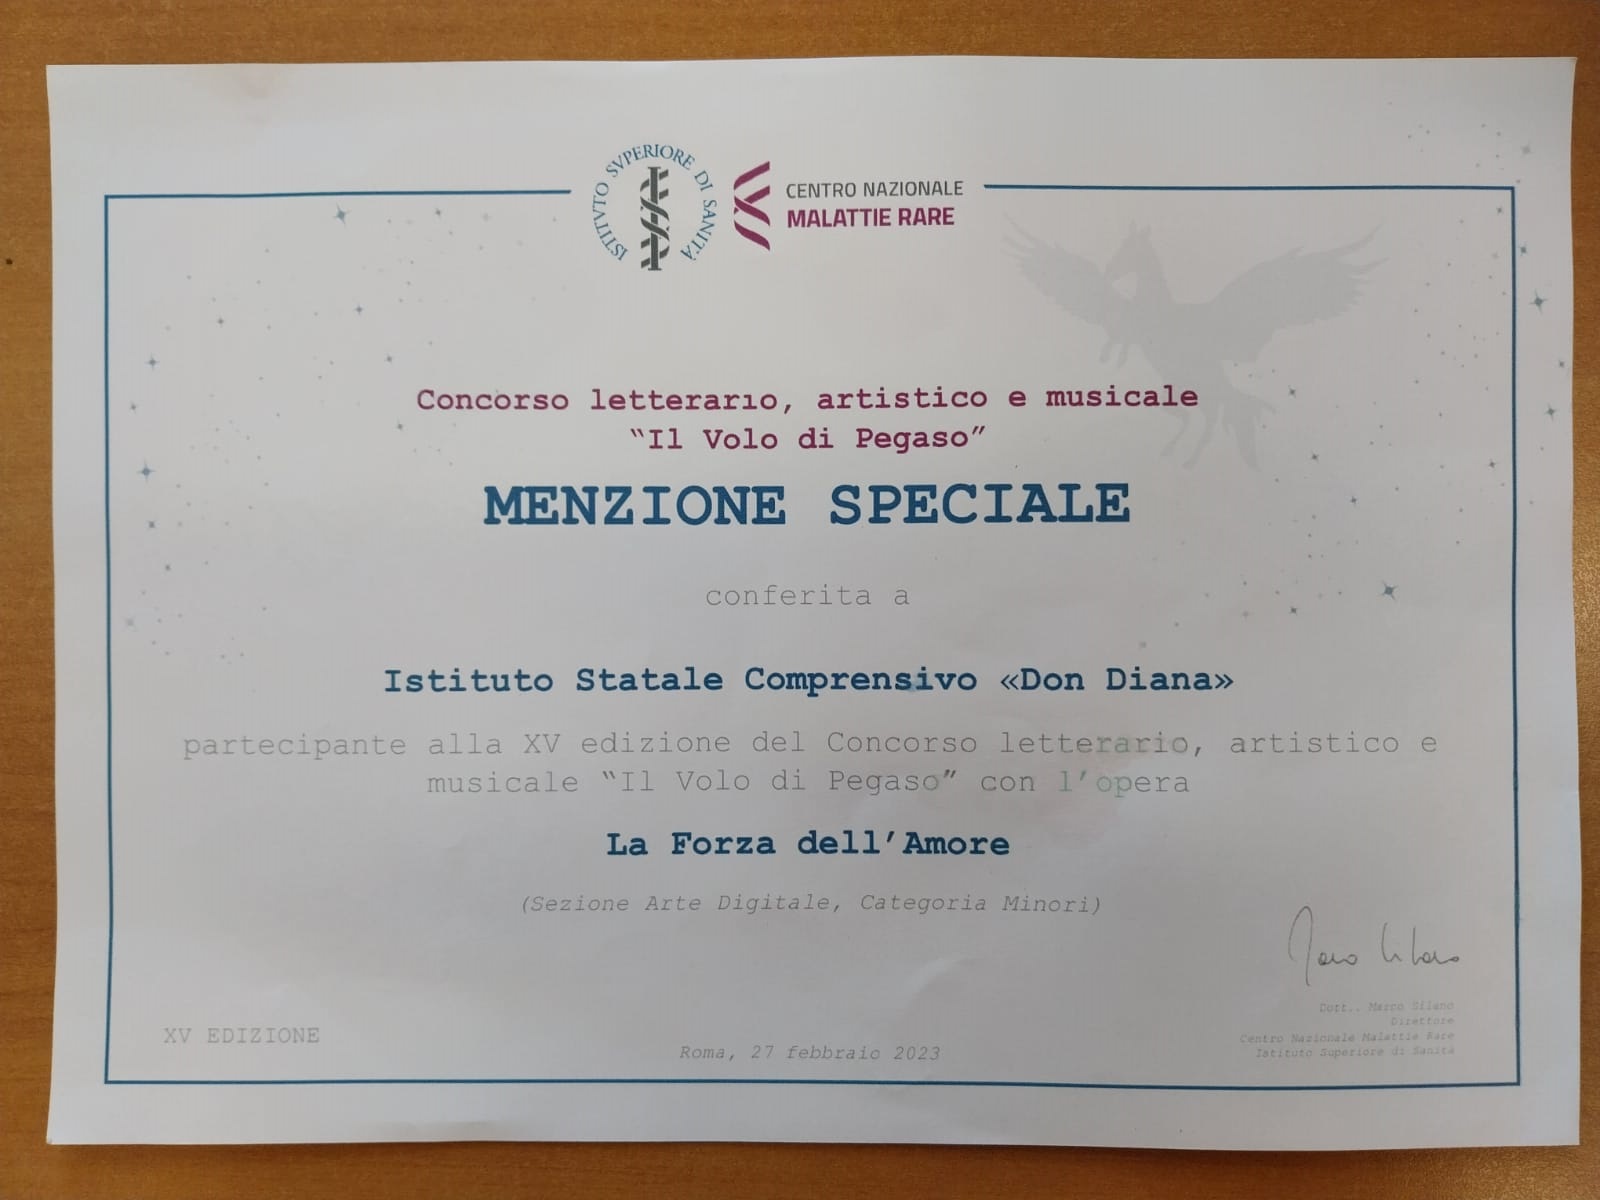 ISTITVTO SVPERIORE DI SANITÀ
CENTRO NAZIONALE
MALATTIE RARE
Concorso letterario, artistico e musicale
“Il Volo di Pegaso”
MENZIONE SPECIALE
conferita a
Istituto Statale Comprensivo «Don Diana»
partecipante alla XV edizione del Concorso letterario, artistico e
musicale “Il Volo di Pegaso” con l’opera
La Forza dell’Amore
(Sezione Arte Digitale, Categoria Minori)
Dott.. Marco Silano
Direttore
Centro Nazionale Malattie Rare
Istituto Superiore di Sanità
XV EDIZIONE
Roma, 27 febbraio 2023